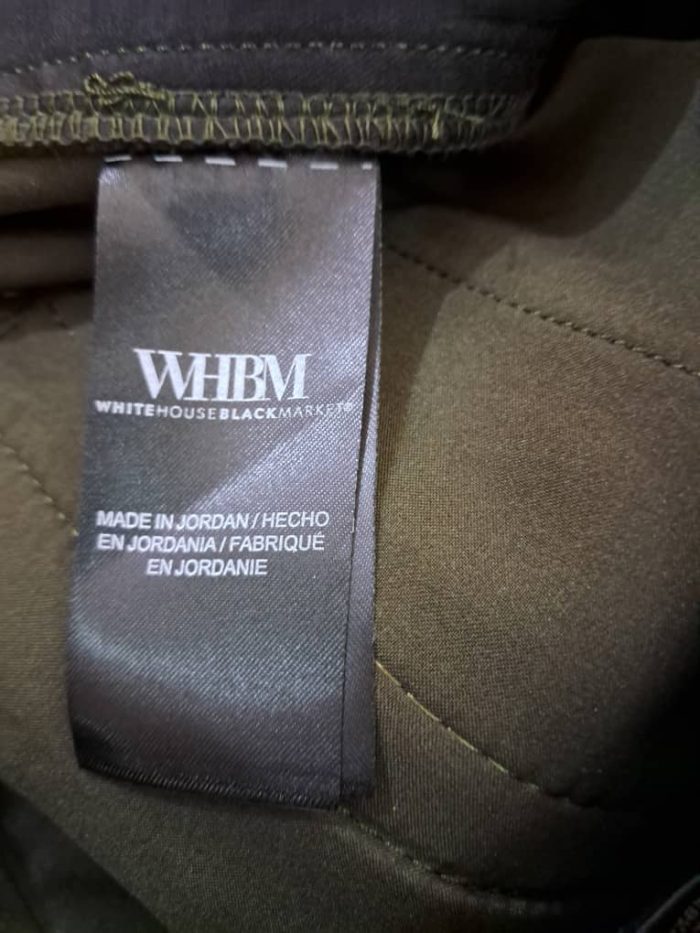 WHBM
WHITEHOUSEBLACKMARKET®
MADE IN JORDAN / HECHO
EN JORDANIA / FABRIQUÉ
EN JORDANIE